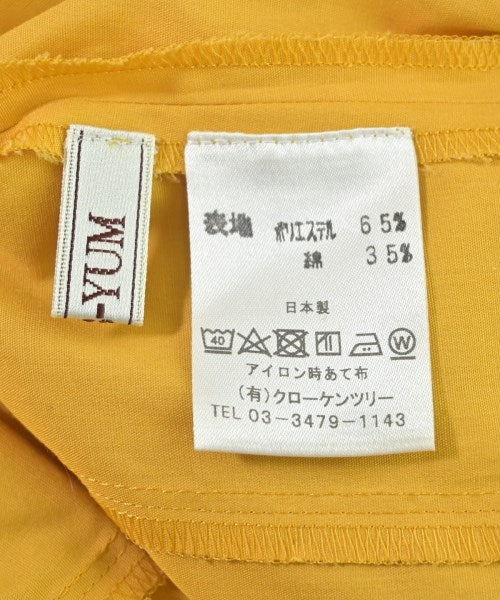 -YUM
表地 ポリエステル 65%
綿 35%
日本製
40
アイロン時あて布
(有)クローケンツリー
TEL 03-3479-1143